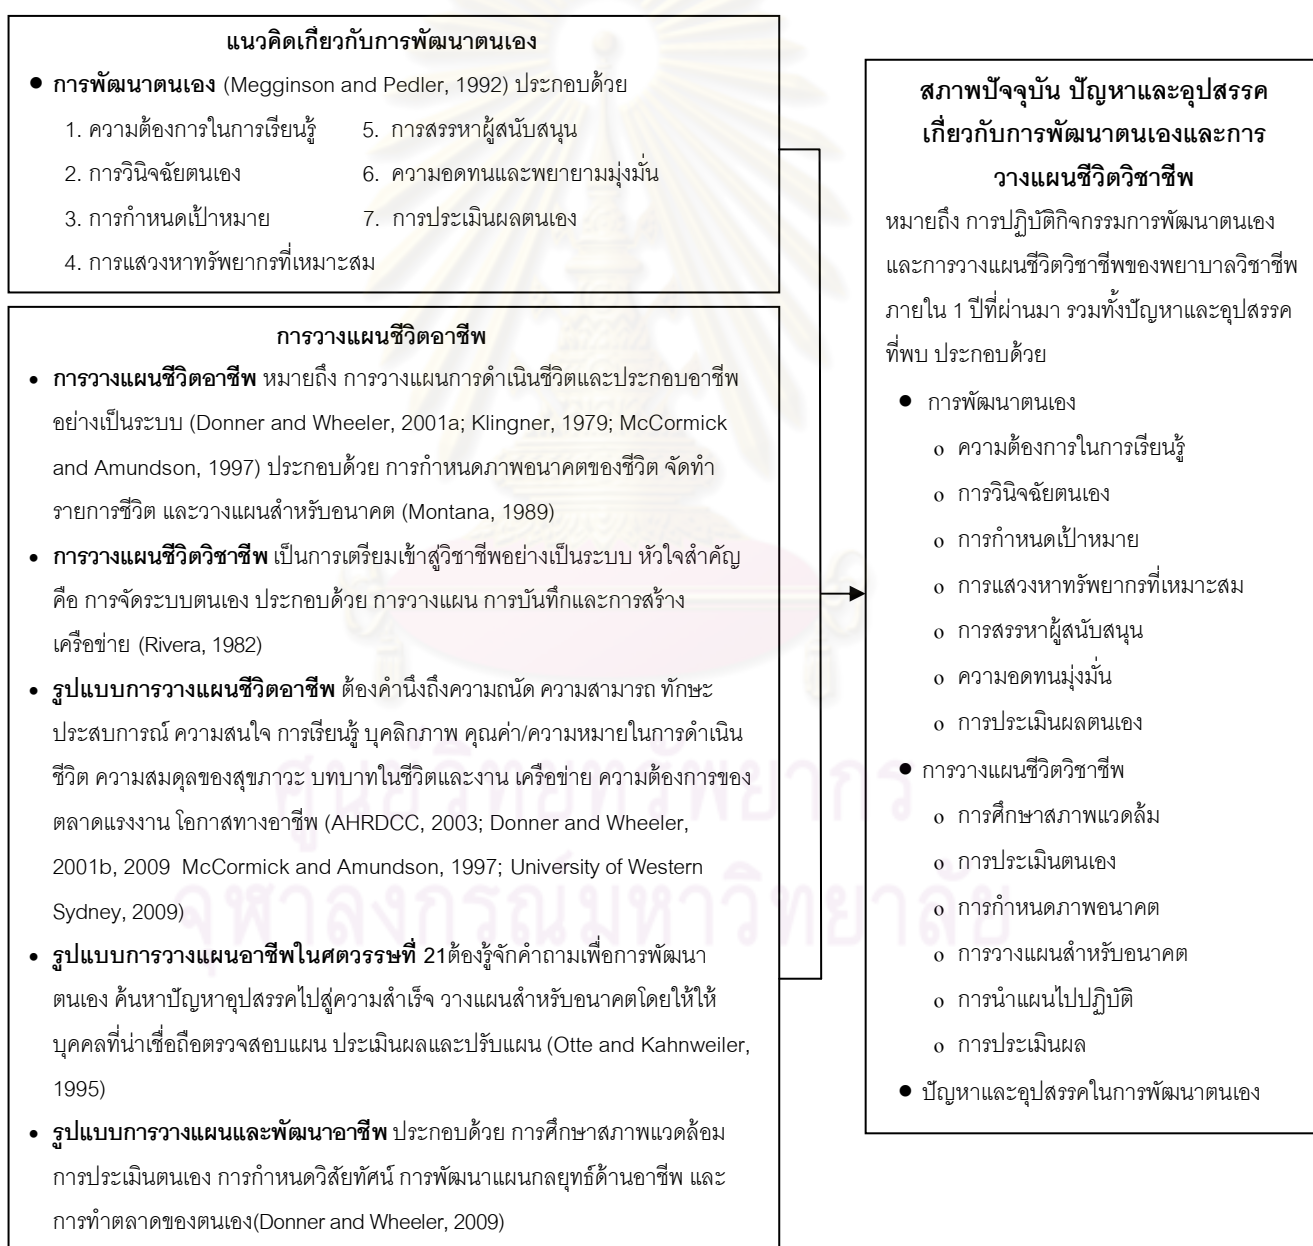 แนวคิดเกี่ยวกับการพัฒนาตนเอง
● การพัฒนาตนเอง (Megginson and Pedler, 1992) ประกอบด้วย
1. ความต้องการในการเรียนรู้ 5. การสรรหาผู้สนับสนุน
2. การวินิจฉัยตนเอง 6. ความอดทนและพยายามมุ่งมั่น
3. การกำหนดเป้าหมาย 7. การประเมินผลตนเอง
4. การแสวงหาทรัพยากรที่เหมาะสม
การวางแผนชีวิตอาชีพ
• การวางแผนชีวิตอาชีพ หมายถึง การวางแผนการดำเนินชีวิตและประกอบอาชีพ
อย่างเป็นระบบ (Donner and Wheeler, 2001a; Klingner, 1979; McCormick
and Amundson, 1997) ประกอบด้วย การกำหนดภาพอนาคตของชีวิต จัดทำ
รายการชีวิต และวางแผนสำหรับอนาคต (Montana, 1989)
• การวางแผนชีวิตวิชาชีพ เป็นการเตรียมเข้าสู่วิชาชีพอย่างเป็นระบบ หัวใจสำคัญ
คือ การจัดระบบตนเอง ประกอบด้วย การวางแผน การบันทึกและการสร้าง
เครือข่าย (Rivera, 1982)
• รูปแบบการวางแผนชีวิตอาชีพ ต้องคำนึงถึงความถนัด ความสามารถ ทักษะ
ประสบการณ์ ความสนใจ การเรียนรู้ บุคลิกภาพ คุณค่า/ความหมายในการดำเนิน
ชีวิต ความสมดุลของสุขภาวะ บทบาทในชีวิตและงาน เครือข่าย ความต้องการของ
ตลาดแรงงาน โอกาสทางอาชีพ (AHRDCC, 2003; Donner and Wheeler,
2001b, 2009 McCormick and Amundson, 1997; University of Western
Sydney, 2009)
• รูปแบบการวางแผนอาชีพในศตวรรษที่ 21ต้องรู้จักคำถามเพื่อการพัฒนา
ตนเอง ค้นหาปัญหาอุปสรรคไปสู่ความสำเร็จ วางแผนสำหรับอนาคตโดยให้ให้
บุคคลที่น่าเชื่อถือตรวจสอบแผน ประเมินผลและปรับแผน (Otte and Kahnweiler,
1995)
• รูปแบบการวางแผนและพัฒนาอาชีพ ประกอบด้วย การศึกษาสภาพแวดล้อม
การประเมินตนเอง การกำหนดวิสัยทัศน์ การพัฒนาแผนกลยุทธ์ด้านอาชีพ และ
การทำตลาดของตนเอง(Donner and Wheeler, 2009)
สภาพปัจจุบัน ปัญหาและอุปสรรค
เกี่ยวกับการพัฒนาตนเองและการ
วางแผนชีวิตวิชาชีพ
หมายถึง การปฏิบัติกิจกรรมการพัฒนาตนเอง
และการวางแผนชีวิตวิชาชีพของพยาบาลวิชาชีพ
ภายใน 1 ปีที่ผ่านมา รวมทั้งปัญหาและอุปสรรค
ที่พบ ประกอบด้วย
● การพัฒนาตนเอง
o ความต้องการในการเรียนรู้
o การวินิจฉัยตนเอง
o การกำหนดเป้าหมาย
o การแสวงหาทรัพยากรที่เหมาะสม
o การสรรหาผู้สนับสนุน
o ความอดทนมุ่งมั่น
o การประเมินผลตนเอง
● การวางแผนชีวิตวิชาชีพ
o การศึกษาสภาพแวดล้ม
o การประเมินตนเอง
o การกำหนดภาพอนาคต
o การวางแผนสำหรับอนาคต
o การนำแผนไปปฏิบัติ
o การประเมินผล
● ปัญหาและอุปสรรคในการพัฒนาตนเอง
ศูนย์วิทยทรัพยากร
จุฬาลงกรณ์มหาวิทยาลัย